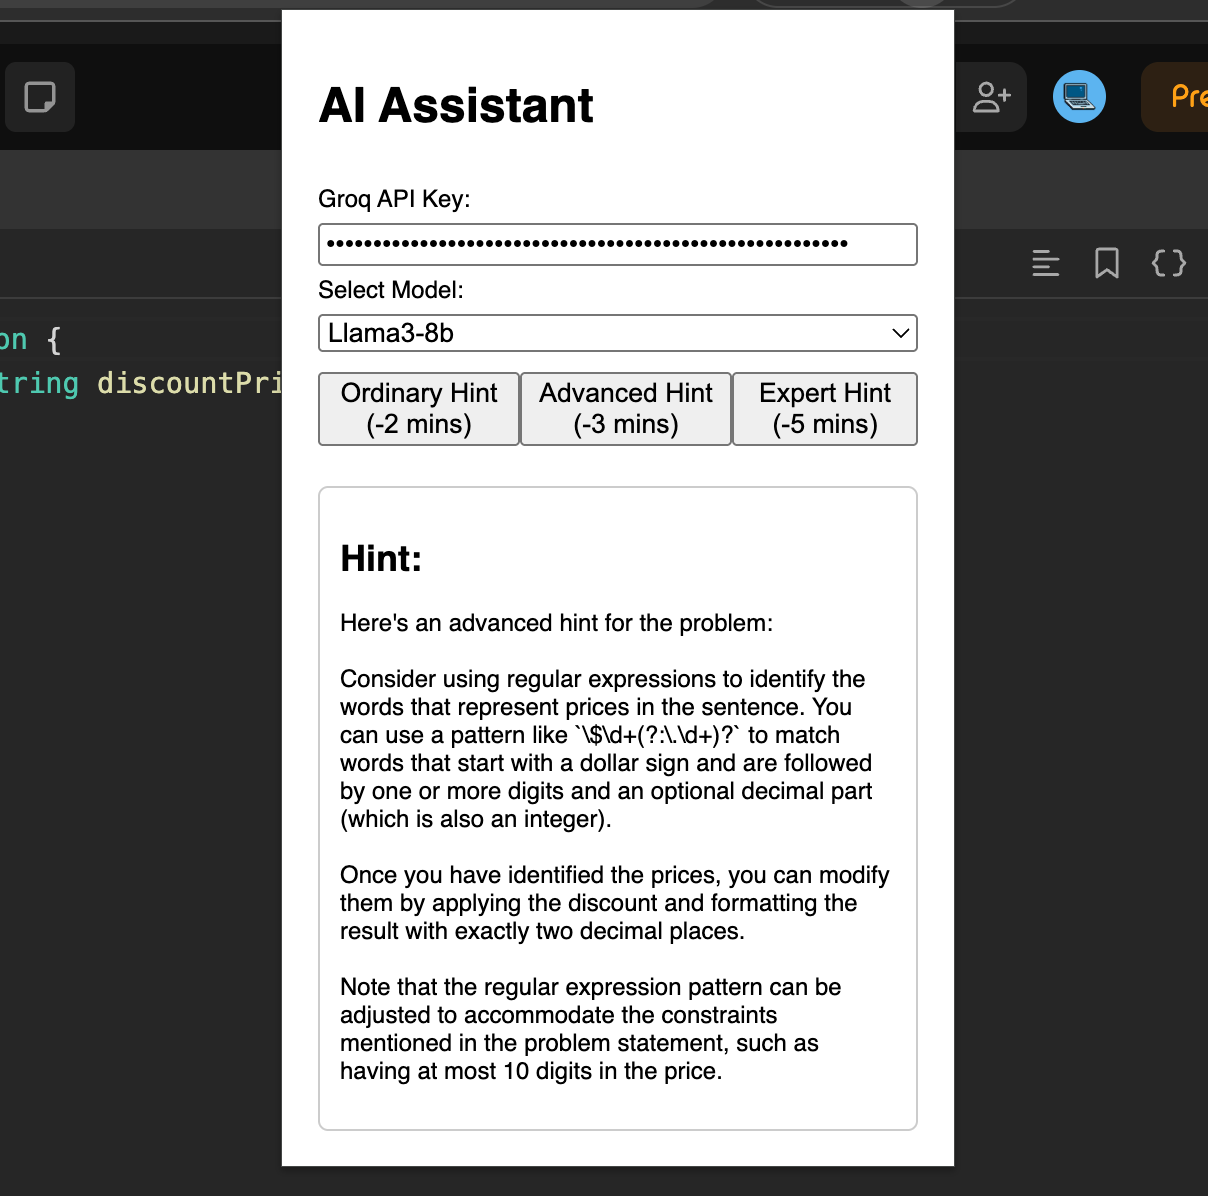 AI Assistant
Pre
Groq API Key:
••••••••••••••••••••••••••••••••••••••••••••••••••••••••
Select Model:
Llama3-8b
on {
tring discountPri
Ordinary Hint
(-2 mins)
Advanced Hint
(-3 mins)
Expert Hint
(-5 mins)
Hint:
Here's an advanced hint for the problem:
Consider using regular expressions to identify the
words that represent prices in the sentence. You
can use a pattern like `\$\d+(?:\.\d+)?` to match
words that start with a dollar sign and are followed
by one or more digits and an optional decimal part
(which is also an integer).
Once you have identified the prices, you can modify
them by applying the discount and formatting the
result with exactly two decimal places.
Note that the regular expression pattern can be
adjusted to accommodate the constraints
mentioned in the problem statement, such as
having at most 10 digits in the price.